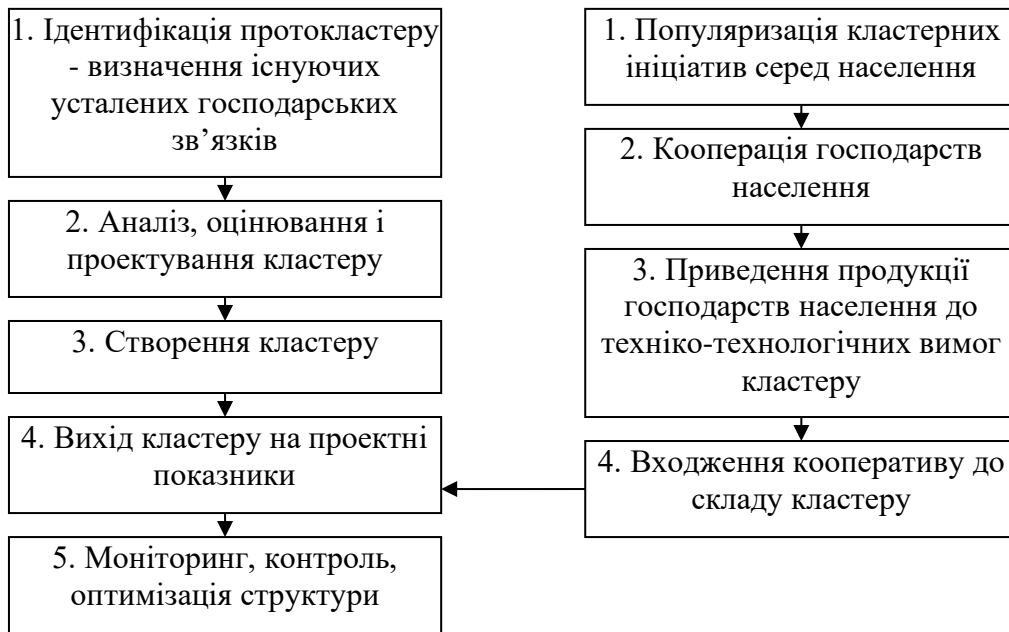 1. Ідентифікація протокластеру
- визначення існуючих
усталених господарських
зв’язків
2. Аналіз, оцінювання і
проектування кластеру
3. Створення кластеру
4. Вихід кластеру на проектні
показники
5. Моніторинг, контроль,
оптимізація структури
1. Популяризація кластерних
ініціатив серед населення
2. Кооперація господарств
населення
3. Приведення продукції
господарств населення до
техніко-технологічних вимог
кластеру
4. Входження кооперативу до
складу кластеру